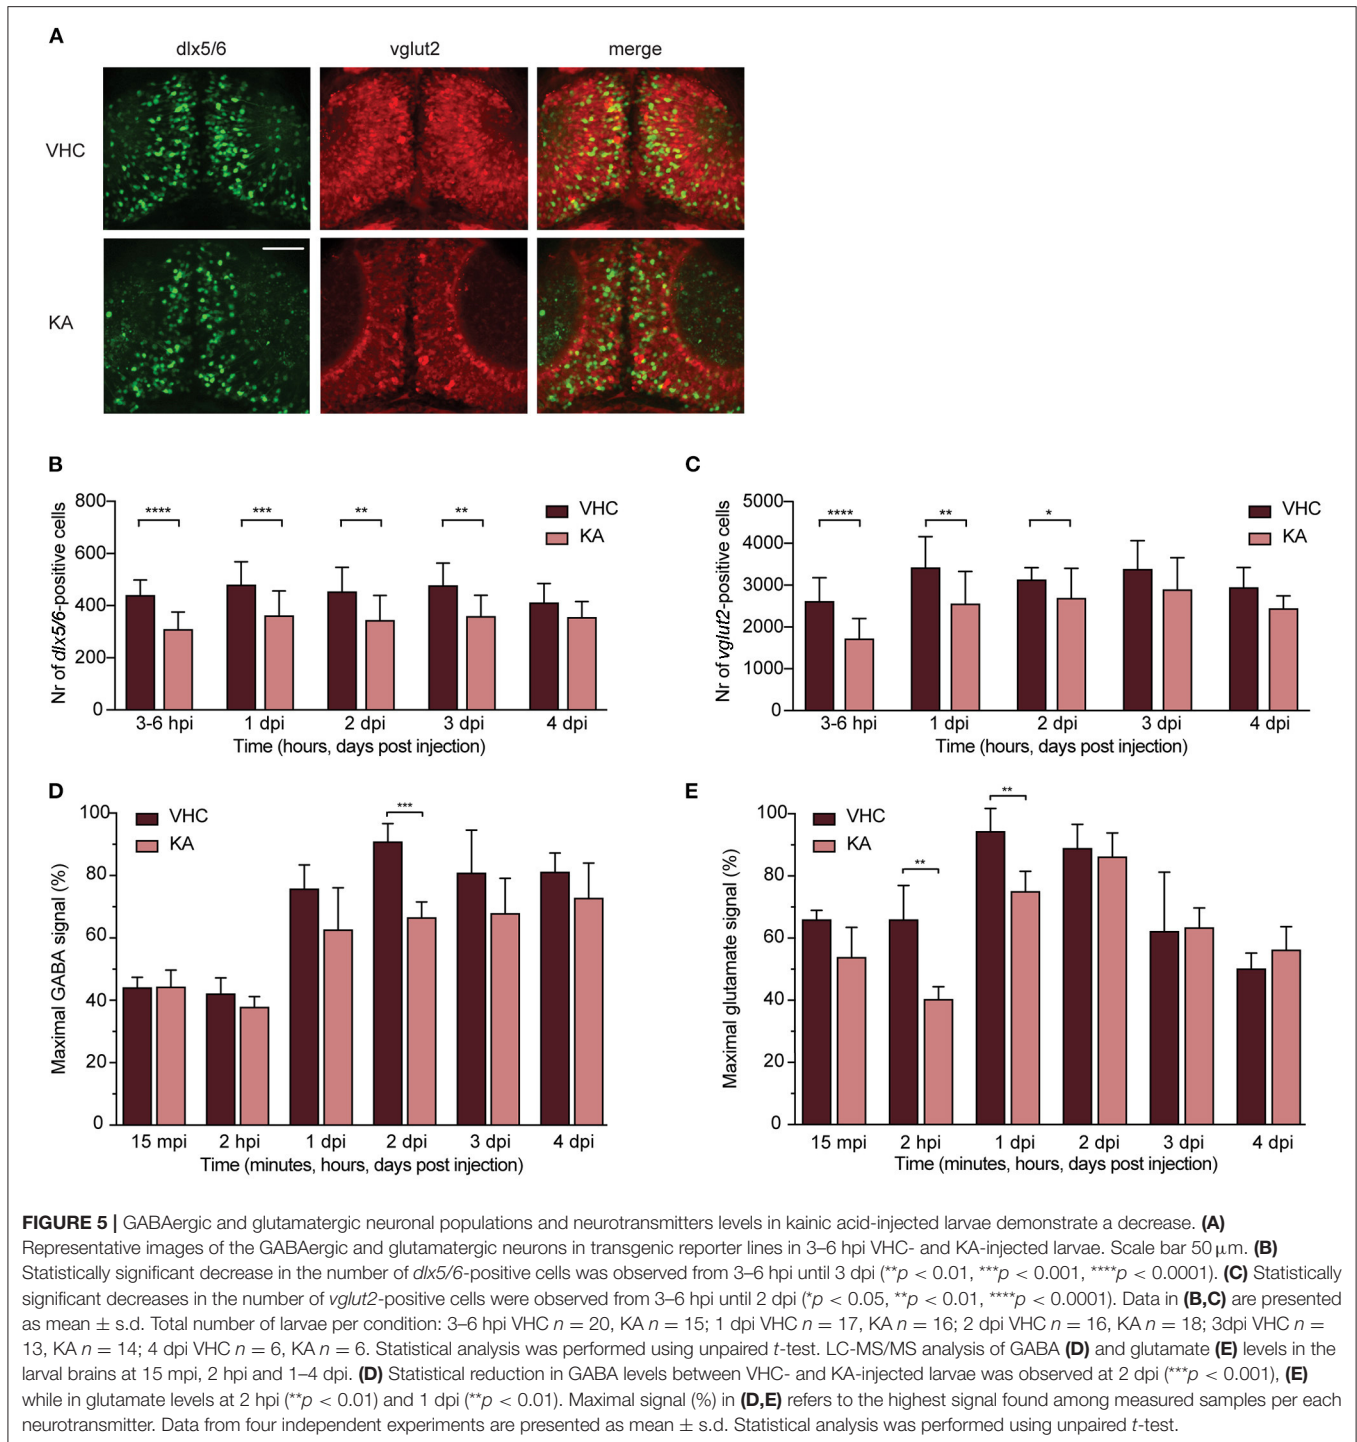 A
dlx5/6 vglut2 merge
VHC
KA
B
Nr of dlx5/6-positive cells
800
600
400
200
0
**** *** ** **
VHC
KA
3-6 hpi 1 dpi 2 dpi 3 dpi 4 dpi
Time (hours, days post injection)
C
Nr of vglut2-positive cells
5000
4000
3000
2000
1000
0
**** ** *
VHC
KA
3-6 hpi 1 dpi 2 dpi 3 dpi 4 dpi
Time (hours, days post injection)
D
Maximal GABA signal (%)
100
80
60
40
20
0
VHC
KA
***
15 mpi 2 hpi 1 dpi 2 dpi 3 dpi 4 dpi
Time (minutes, hours, days post injection)
E
Maximal glutamate signal (%)
100
80
60
40
20
0
** **
VHC
KA
15 mpi 2 hpi 1 dpi 2 dpi 3 dpi 4 dpi
Time (minutes, hours, days post injection)
FIGURE 5 | GABAergic and glutamatergic neuronal populations and neurotransmitters levels in kainic acid-injected larvae demonstrate a decrease. (A)
Representative images of the GABAergic and glutamatergic neurons in transgenic reporter lines in 3–6 hpi VHC- and KA-injected larvae. Scale bar 50 μm. (B)
Statistically significant decrease in the number of dlx5/6-positive cells was observed from 3–6 hpi until 3 dpi (**p < 0.01, ***p < 0.001, ****p < 0.0001). (C) Statistically
significant decreases in the number of vglut2-positive cells were observed from 3–6 hpi until 2 dpi (*p < 0.05, **p < 0.01, ****p < 0.0001). Data in (B,C) are presented
as mean ± s.d. Total number of larvae per condition: 3–6 hpi VHC n = 20, KA n = 15; 1 dpi VHC n = 17, KA n = 16; 2 dpi VHC n = 16, KA n = 18; 3dpi VHC n =
13, KA n = 14; 4 dpi VHC n = 6, KA n = 6. Statistical analysis was performed using unpaired t-test. LC-MS/MS analysis of GABA (D) and glutamate (E) levels in the
larval brains at 15 mpi, 2 hpi and 1–4 dpi. (D) Statistical reduction in GABA levels between VHC- and KA-injected larvae was observed at 2 dpi (***p < 0.001), (E)
while in glutamate levels at 2 hpi (**p < 0.01) and 1 dpi (**p < 0.01). Maximal signal (%) in (D,E) refers to the highest signal found among measured samples per each
neurotransmitter. Data from four independent experiments are presented as mean ± s.d. Statistical analysis was performed using unpaired t-test.